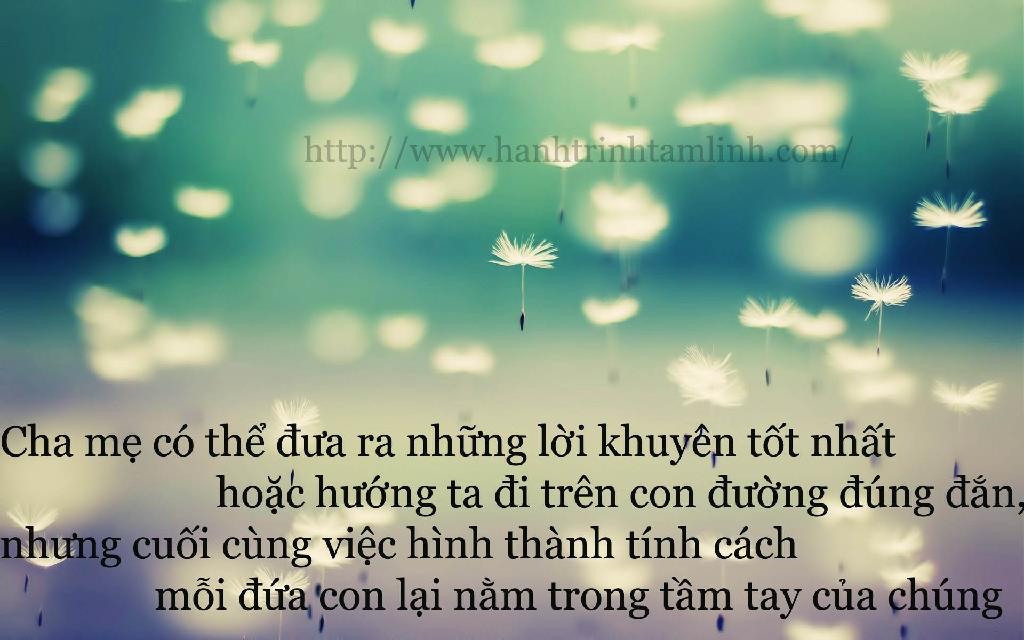 http://www.hanhtrinhtamlinh.com/
Cha mẹ có thể đưa ra những lời khuyên tốt nhất
hoặc hướng ta đi trên con đường đúng đắn,
nhưng cuối cùng việc hình thành tính cách
mỗi đứa con lại nằm trong tầm tay của chúng